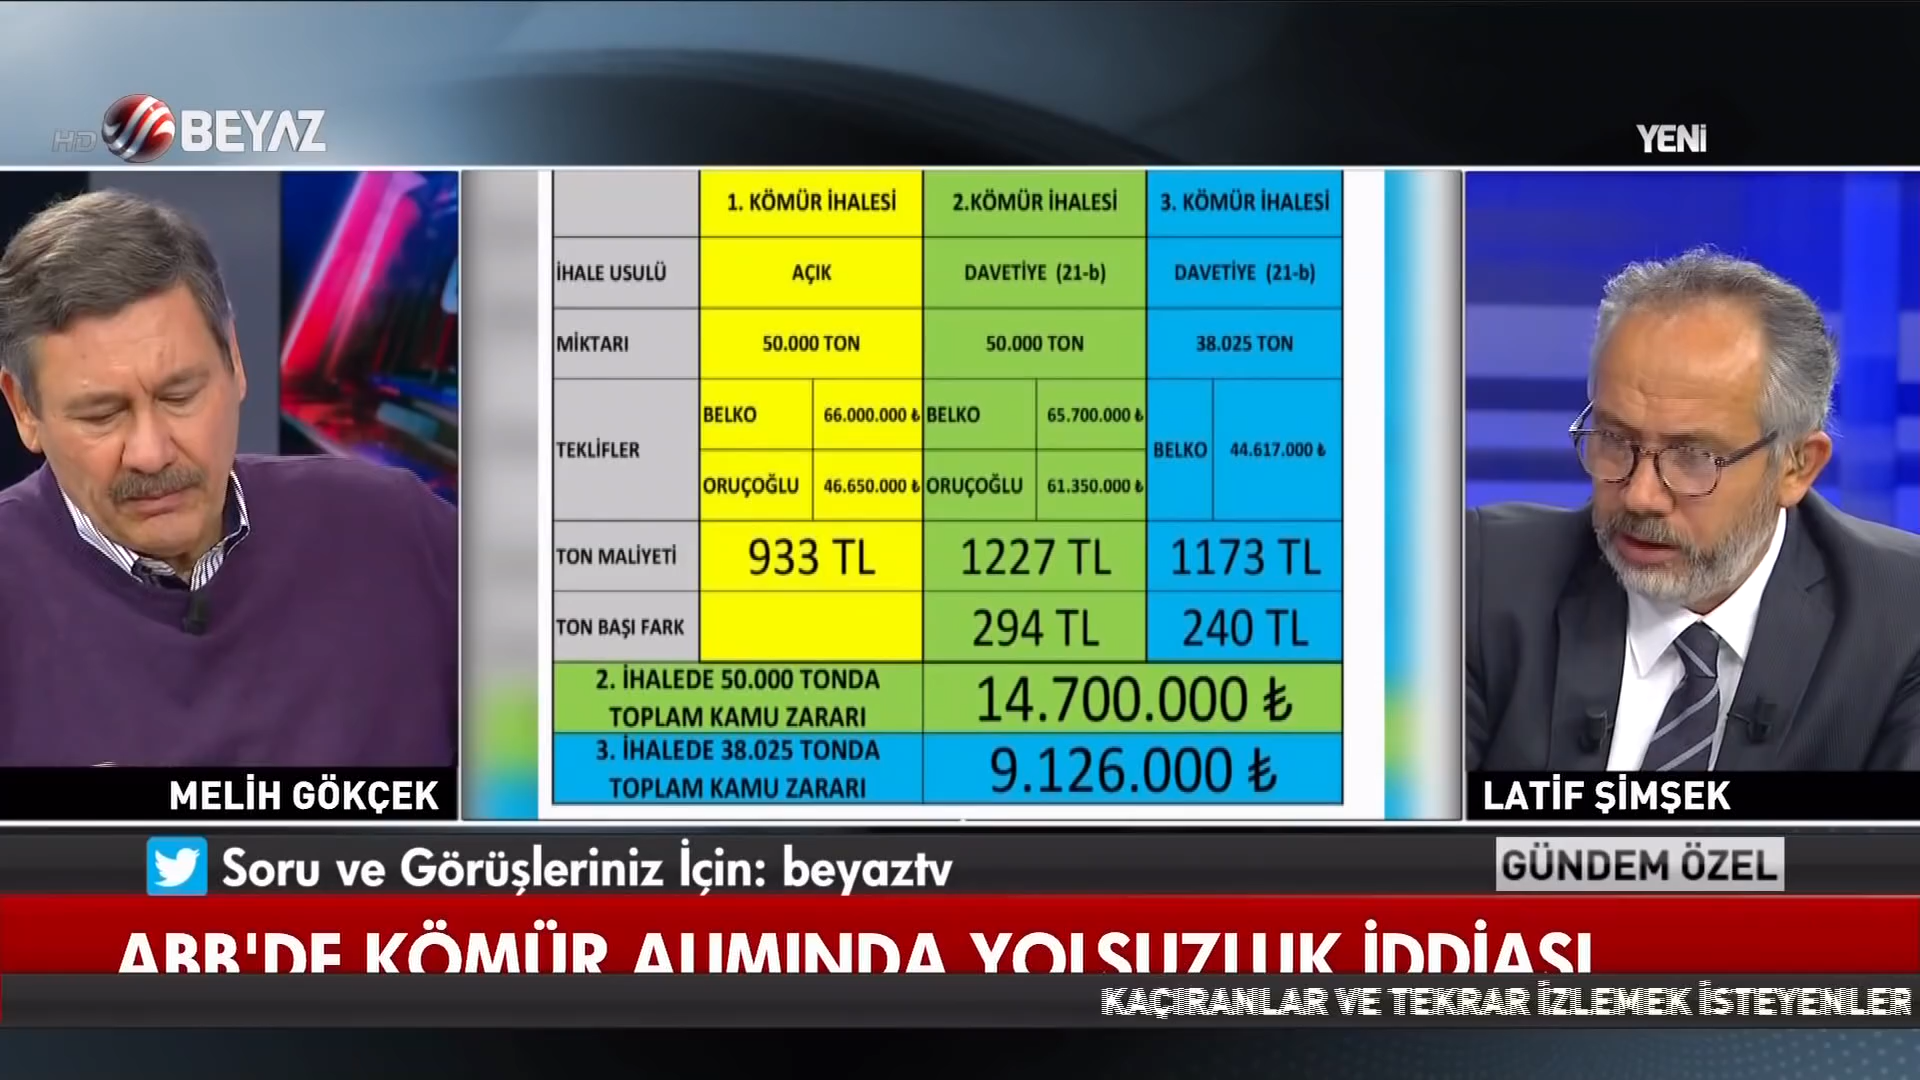 HD BEYAZ
YENİ
1. KÖMÜR İHALESİ 2.KÖMÜR İHALESİ 3. KÖMÜR İHALESİ
İHALE USULÜ AÇIK DAVETİYE (21-b) DAVETİYE (21-b)
MİKTARI 50.000 TON 50.000 TON 38.025 TON
TEKLİFLER
BELKO 66.000.000 ₺ BELKO 65.700.000 ₺
BELKO 44.617.000 ₺
ORUÇOĞLU 46.650.000 ₺ ORUÇOĞLU 61.350.000 ₺
TON MALİYETİ 933 TL 1227 TL 1173 TL
TON BAŞI FARK 294 TL 240 TL
2. İHALEDE 50.000 TONDA
TOPLAM KAMU ZARARI
14.700.000 ₺
3. İHALEDE 38.025 TONDA
TOPLAM KAMU ZARARI
9.126.000 ₺
MELİH GÖKÇEK
LATİF ŞİMŞEK
Soru ve Görüşleriniz İçin: beyaztv
GÜNDEM ÖZEL
ABB'DE KÖMÜR ALIMINDA YOLSUZLUK İDDİASI
KAÇIRANLAR VE TEKRAR İZLEMEK İSTEYENLER